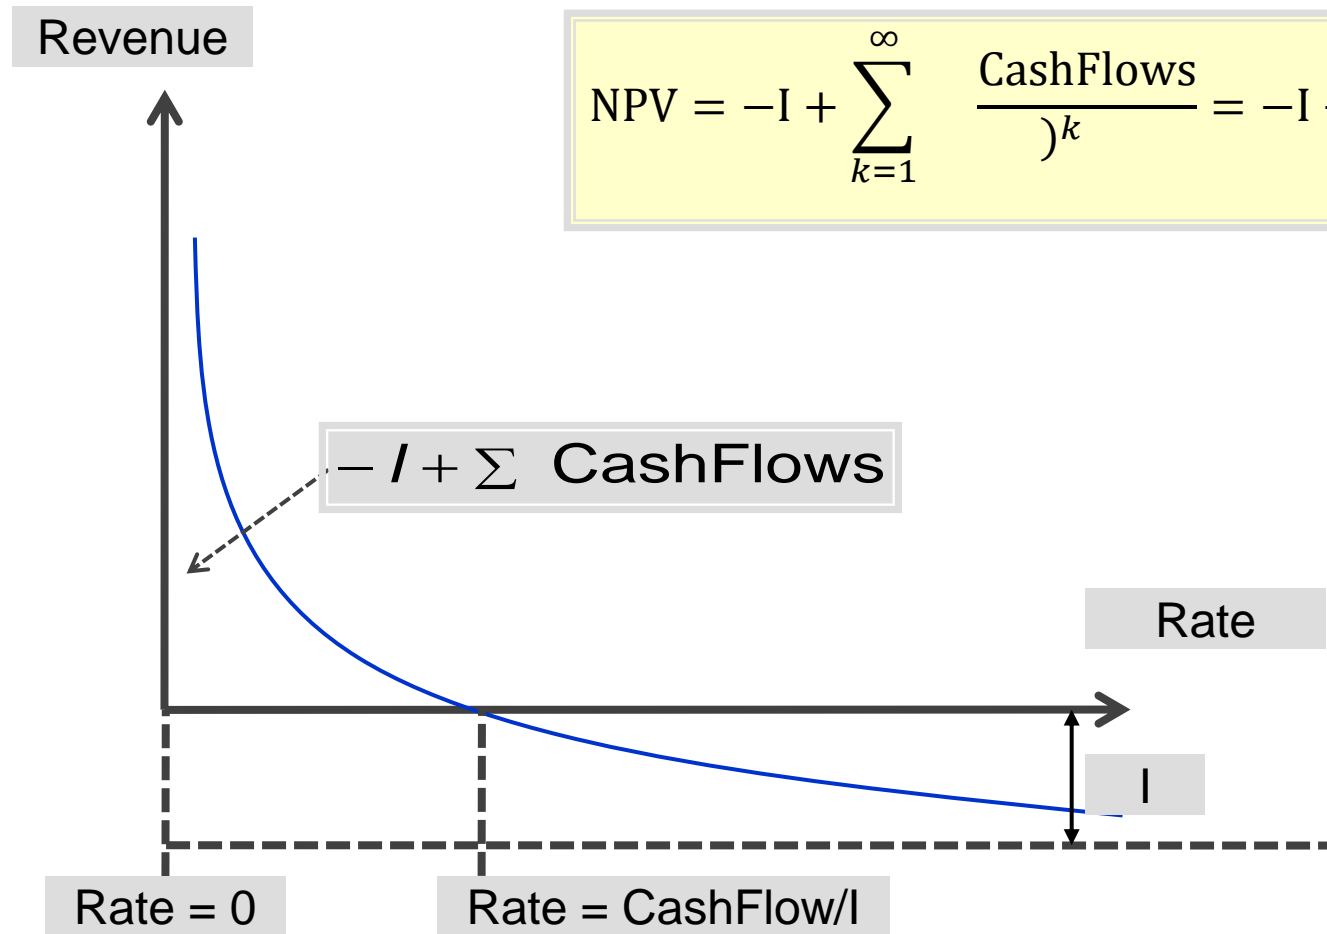 Revenue
NPV = −I + ∑_{k=1}^{∞} CashFlows / )^k = −I
− I + ∑ CashFlows
Rate
I
Rate = 0
Rate = CashFlow/I